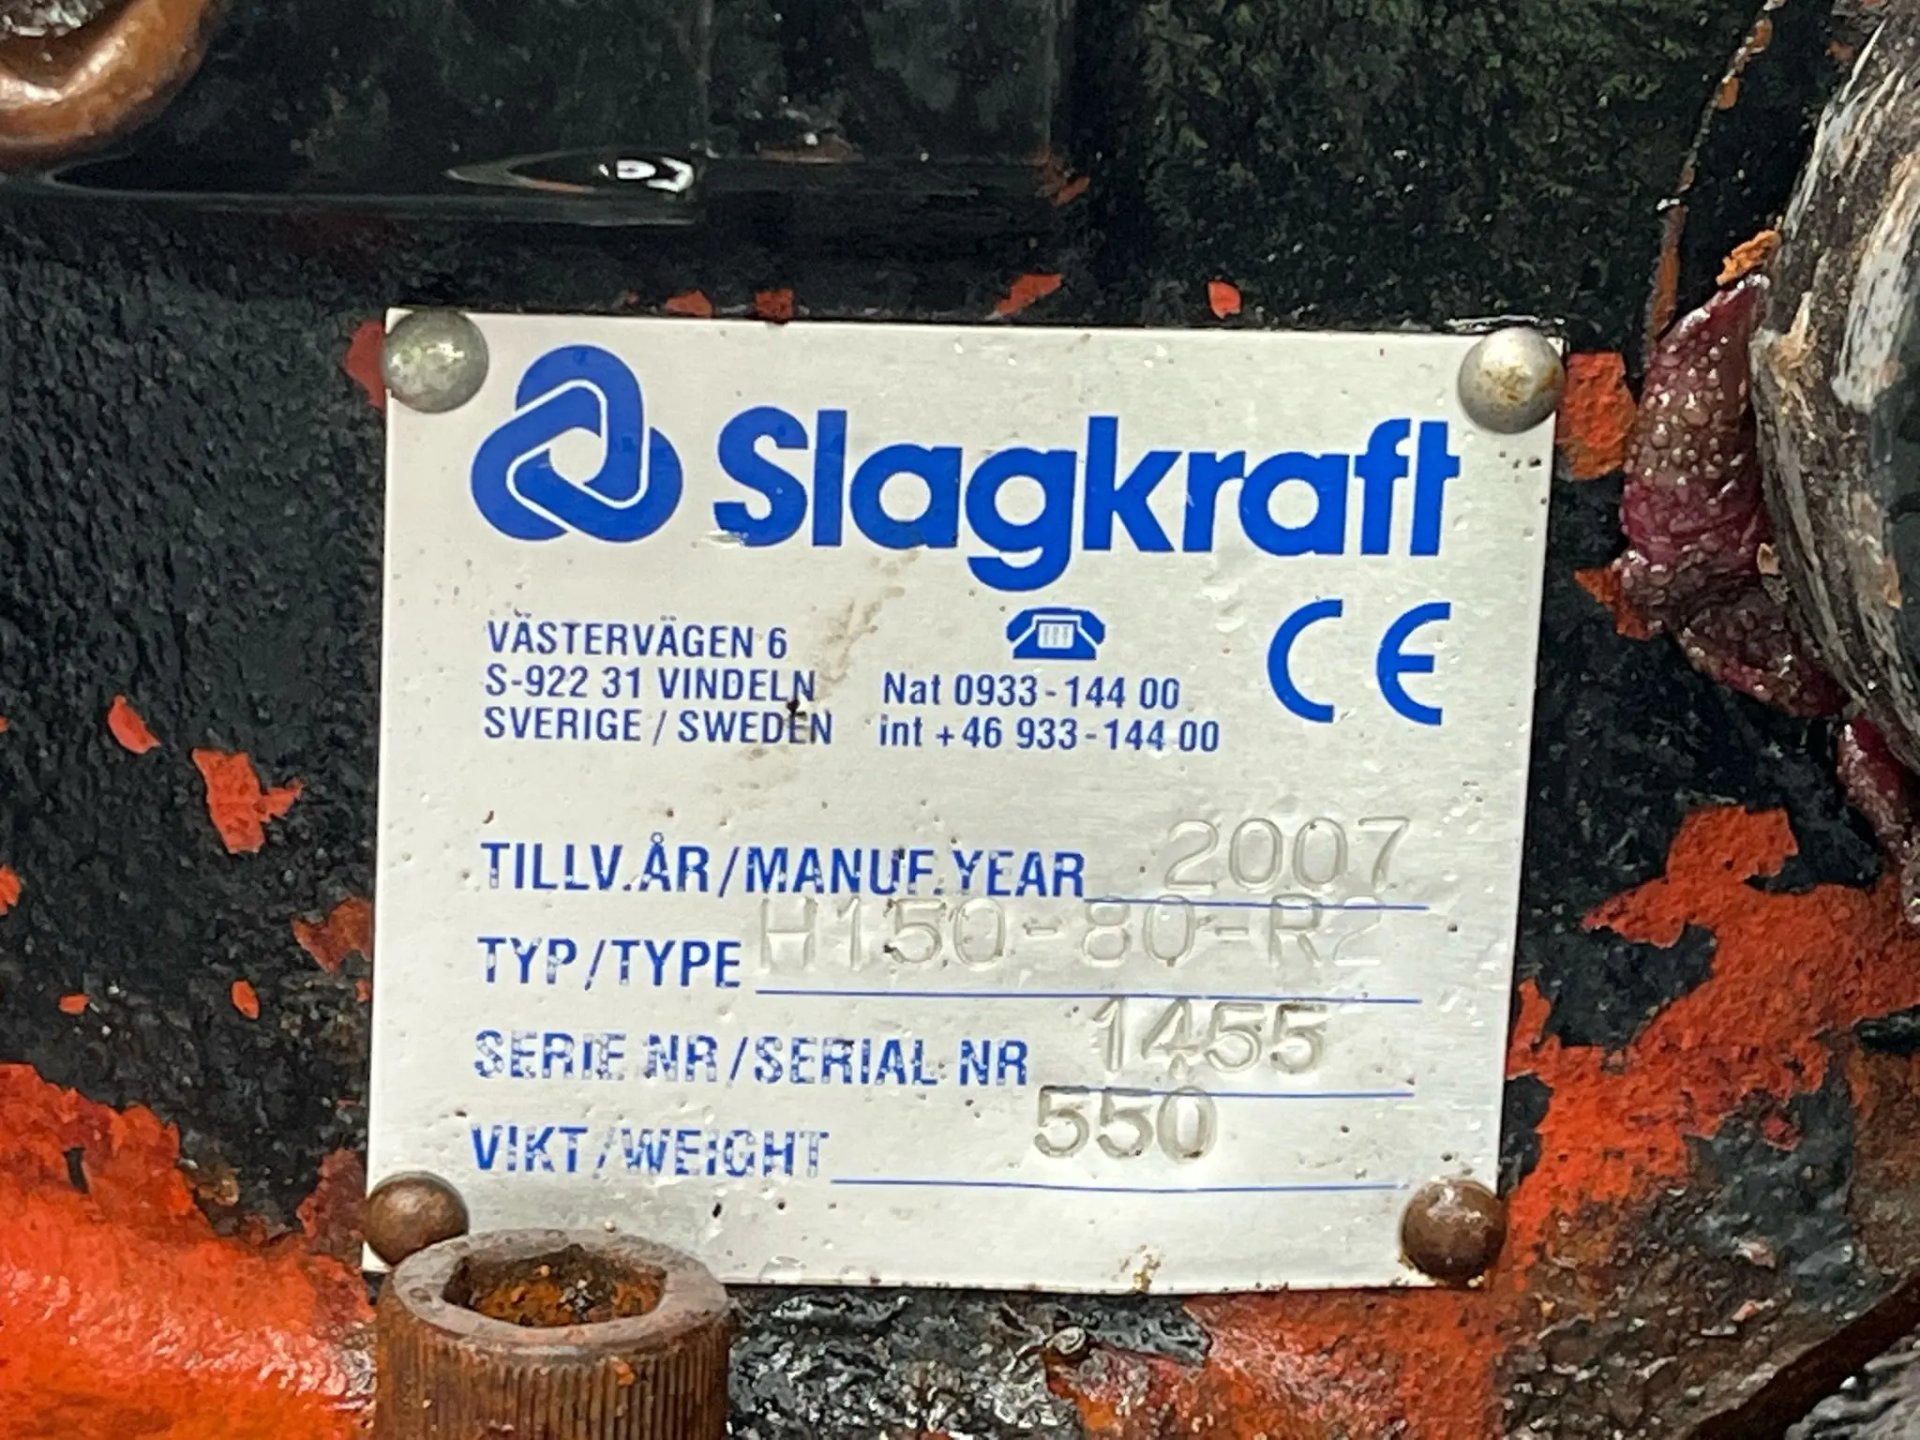 Slagkraft
VÄSTERVÄGEN 6
S-922 31 VINDELN
SVERIGE / SWEDEN
Nat 0933-144 00
int +46 933-144 00
CE
TILLV.ÅR/MANUF.YEAR 2007
TYP/TYPE H150-80-R2
SERIE NR/SERIAL NR 1455
VIKT/WEIGHT 550